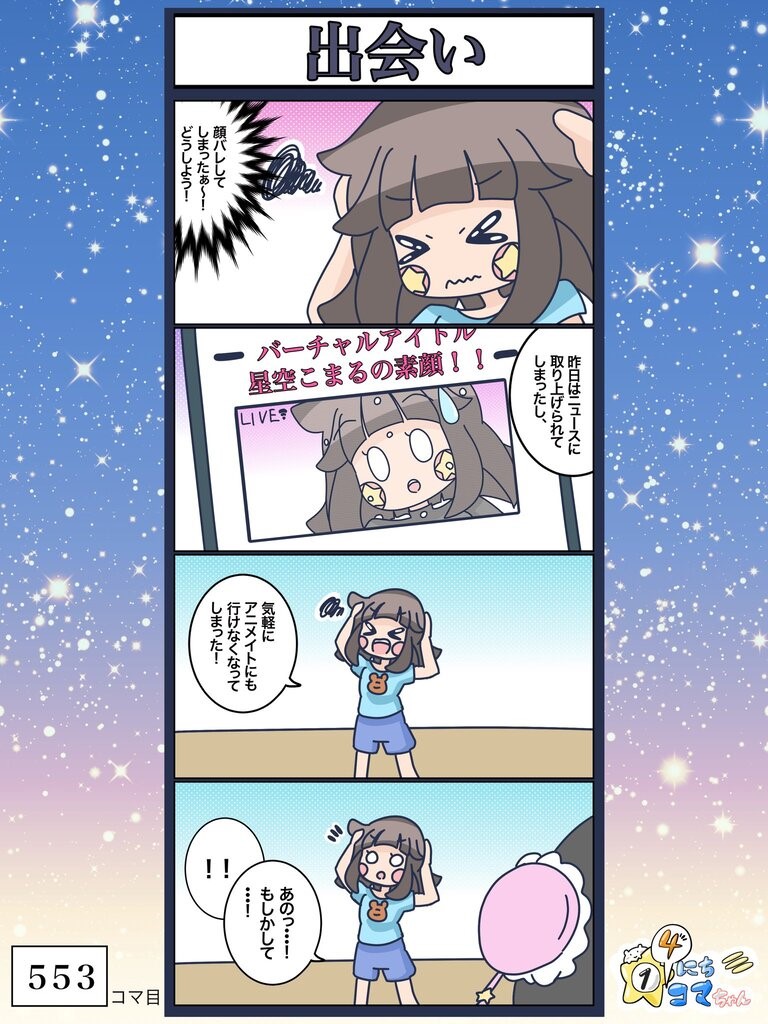 出会い
顔バレして
しまったぁ〜！
どうしよう！
バーチャルアイドル
星空こまるの素顔！！
LIVE
昨日はニュースに
取り上げられて
しまったし、
気軽に
アニメイトにも
行けなくなって
しまった！
！！
あのっ…！
もしかして
…！
553
コマ目
14
にち
コマ
ちゃん